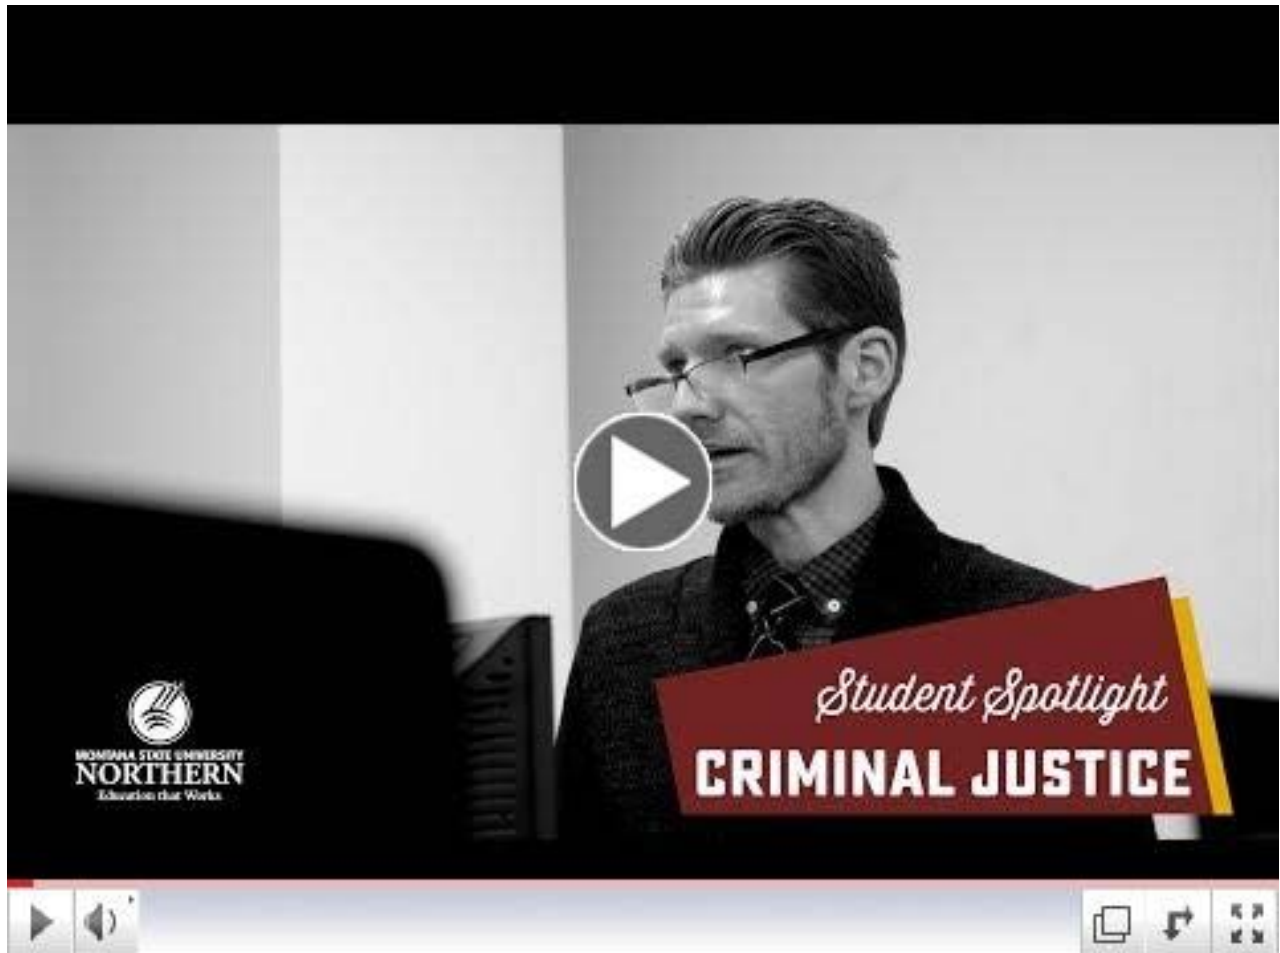 MONTANA STATE UNIVERSITY
NORTHERN
Education that Works
Student Spotlight
CRIMINAL JUSTICE